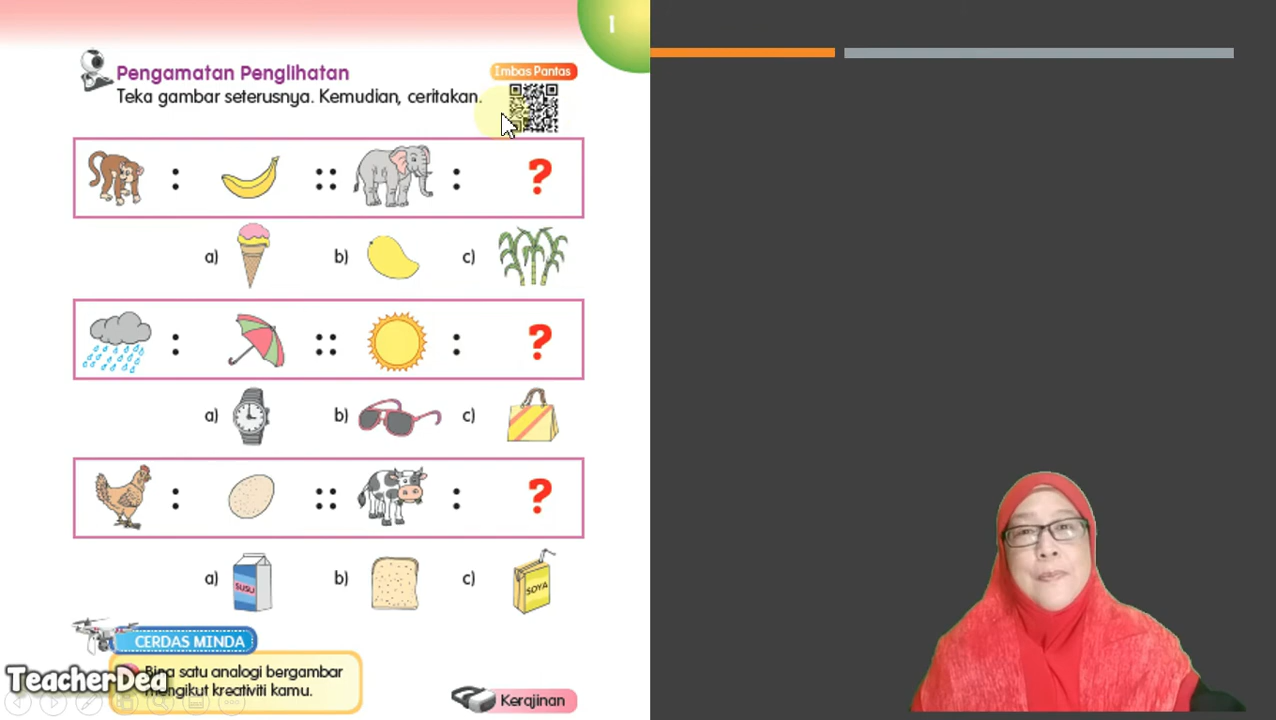 1
Pengamatan Penglihatan
Imbas Pantas
Teka gambar seterusnya. Kemudian, ceritakan.
: :: : ?
a) b) c)
: :: : ?
a) b) c)
: :: : ?
a) SUSU b) c) SOYA
CERDAS MINDA
Bina satu analogi bergambar
mengikut kreativiti kamu.
TeacherDea
Kerajinan